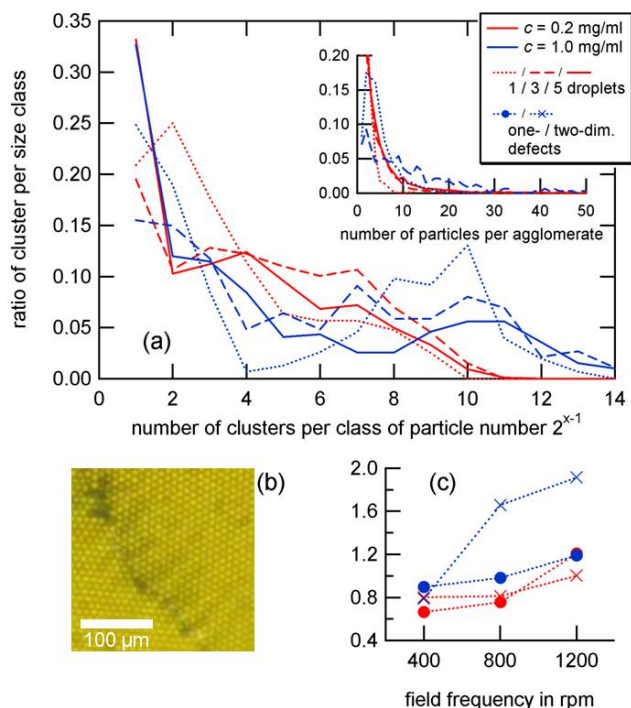 0.35
0.30
0.25
0.20
0.15
0.10
0.05
0.00
ratio of cluster per size class
(a)
0 2 4 6 8 10 12 14
number of clusters per class of particle number 2^{x-1}
0.20
0.15
0.10
0.05
0.00
0 10 20 30 40 50
number of particles per agglomerate
c = 0.2 mg/ml
c = 1.0 mg/ml
/ /
1 / 3 / 5 droplets
/
one- / two-dim.
defects
(b)
100 µm
(c)
2.0
1.6
1.2
0.8
0.4
400 800 1200
field frequency in rpm